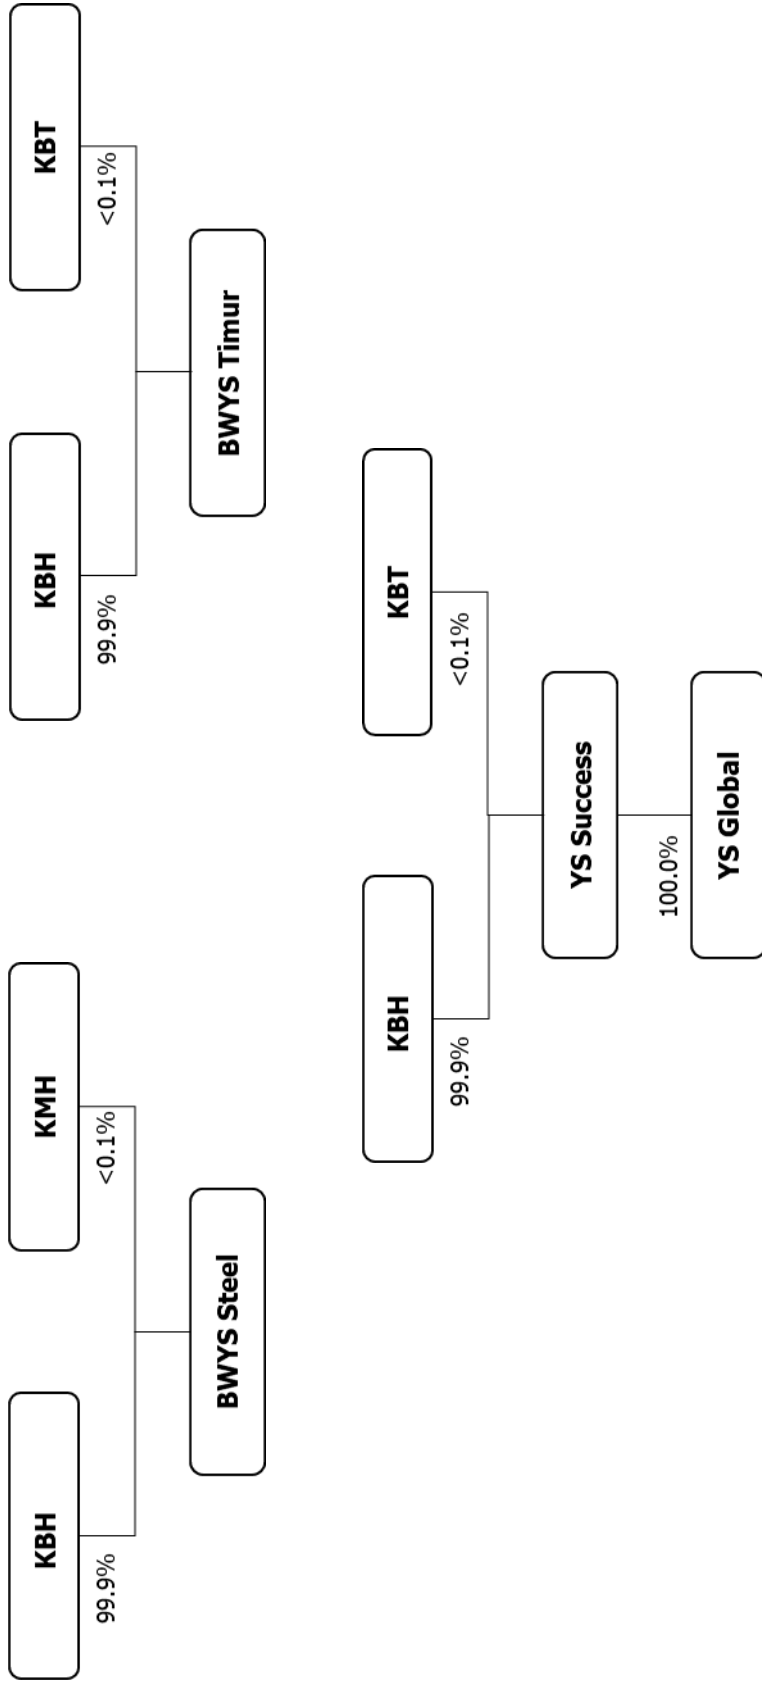 KBH
KMH
KBH
KBT
99.9%
<0.1%
99.9%
<0.1%
BWYS Steel
BWYS Timur
KBH
KBT
99.9%
<0.1%
YS Success
100.0%
YS Global